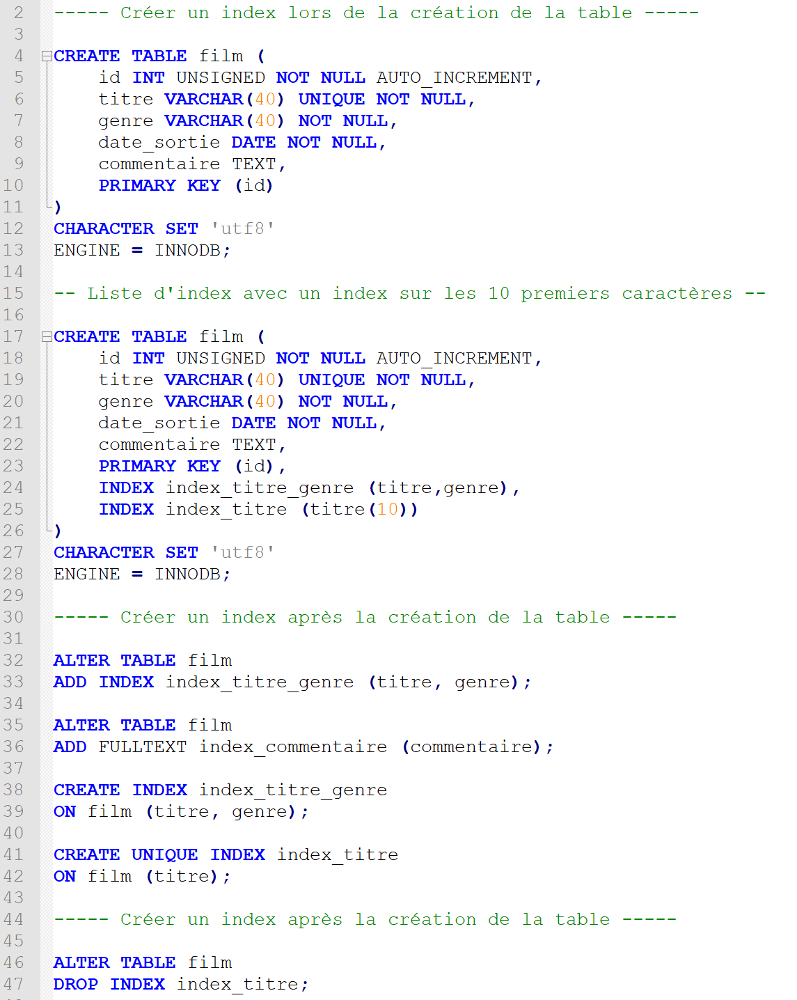 2 ----- Créer un index lors de la création de la table -----
3
4 CREATE TABLE film (
5     id INT UNSIGNED NOT NULL AUTO_INCREMENT,
6     titre VARCHAR(40) UNIQUE NOT NULL,
7     genre VARCHAR(40) NOT NULL,
8     date_sortie DATE NOT NULL,
9     commentaire TEXT,
10     PRIMARY KEY (id)
11 )
12 CHARACTER SET 'utf8'
13 ENGINE = INNODB;
14
15 -- Liste d'index avec un index sur les 10 premiers caractères --
16
17 CREATE TABLE film (
18     id INT UNSIGNED NOT NULL AUTO_INCREMENT,
19     titre VARCHAR(40) UNIQUE NOT NULL,
20     genre VARCHAR(40) NOT NULL,
21     date_sortie DATE NOT NULL,
22     commentaire TEXT,
23     PRIMARY KEY (id),
24     INDEX index_titre_genre (titre,genre),
25     INDEX index_titre (titre(10))
26 )
27 CHARACTER SET 'utf8'
28 ENGINE = INNODB;
29
30 ----- Créer un index après la création de la table -----
31
32 ALTER TABLE film
33 ADD INDEX index_titre_genre (titre, genre);
34
35 ALTER TABLE film
36 ADD FULLTEXT index_commentaire (commentaire);
37
38 CREATE INDEX index_titre_genre
39 ON film (titre, genre);
40
41 CREATE UNIQUE INDEX index_titre
42 ON film (titre);
43
44 ----- Créer un index après la création de la table -----
45
46 ALTER TABLE film
47 DROP INDEX index_titre;